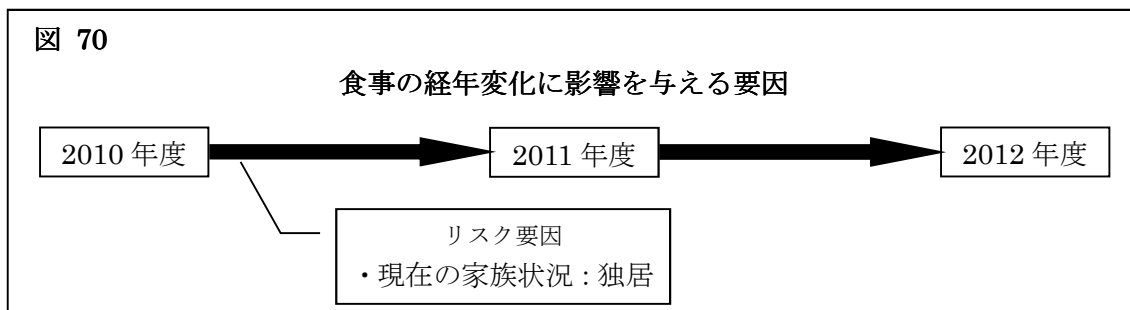 図 70
食事の経年変化に影響を与える要因
2010 年度
2011 年度
2012 年度
リスク要因
・現在の家族状況 : 独居